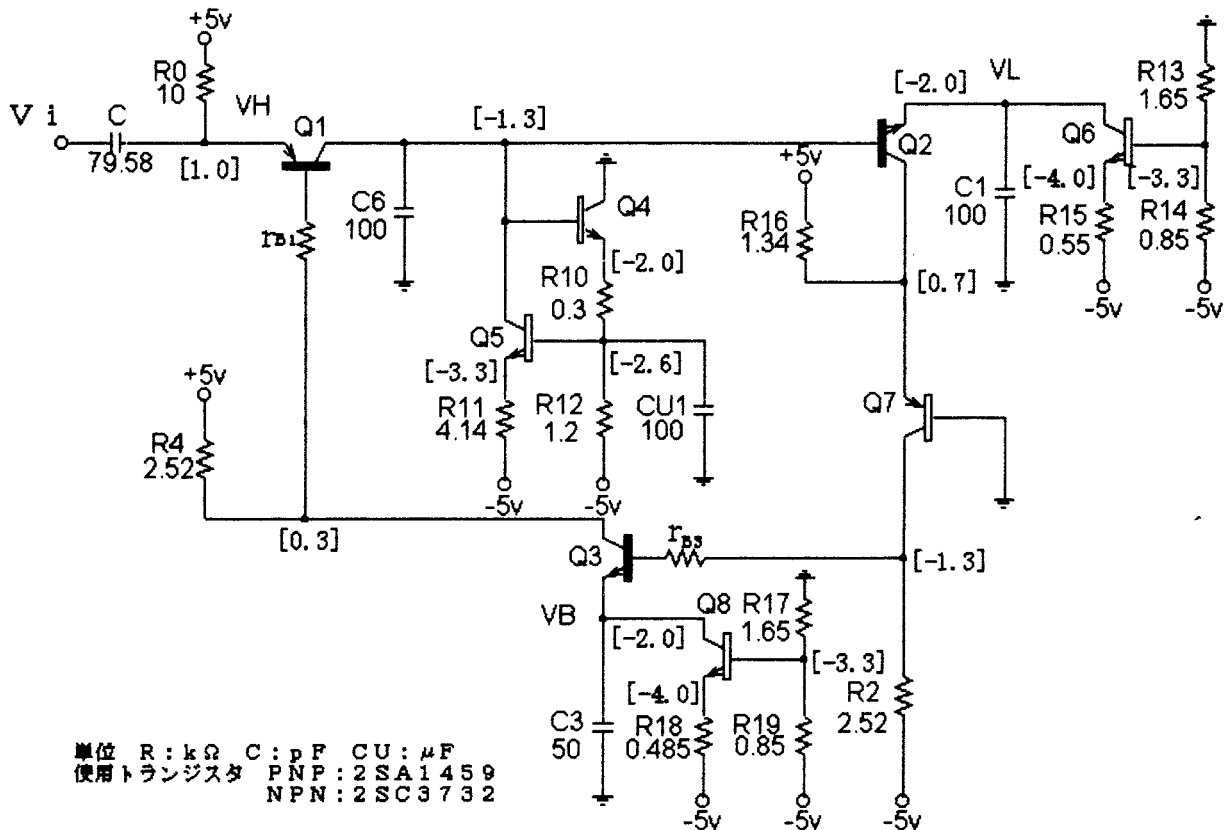 +5v
R0
10
V i
C
79.58
VH
[1.0]
Q1
[-1.3]
[-2.0]
VL
R13
1.65
Q2
Q6
+5v
[-4.0]
[-3.3]
C6
100
Q4
C1
100
R15
0.55
R14
0.85
rB1
R16
1.34
[-2.0]
R10
0.3
[0.7]
-5v
-5v
Q5
[-3.3]
[-2.6]
+5v
R11
4.14
R12
1.2
CU1
100
Q7
R4
2.52
-5v
-5v
[0.3]
Q3
rB3
[-1.3]
VB
[-2.0]
Q8
R17
1.65
[-3.3]
[-4.0]
R2
2.52
C3
50
R18
0.485
R19
0.85
単位 R:kΩ C:pF CU:μF
使用トランジスタ PNP:2SA1459
NPN:2SC3732
-5v
-5v
-5v